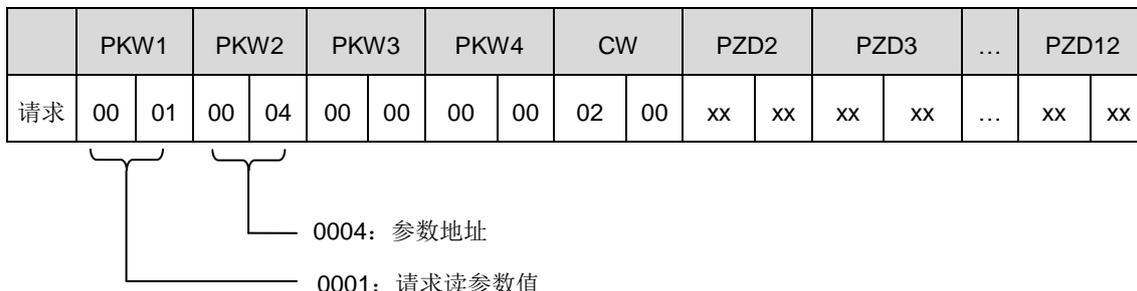 PKW1 PKW2 PKW3 PKW4 CW PZD2 PZD3 … PZD12
请求 00 01 00 04 00 00 00 00 02 00 xx xx xx xx … xx xx
0004：参数地址
0001：请求读参数值